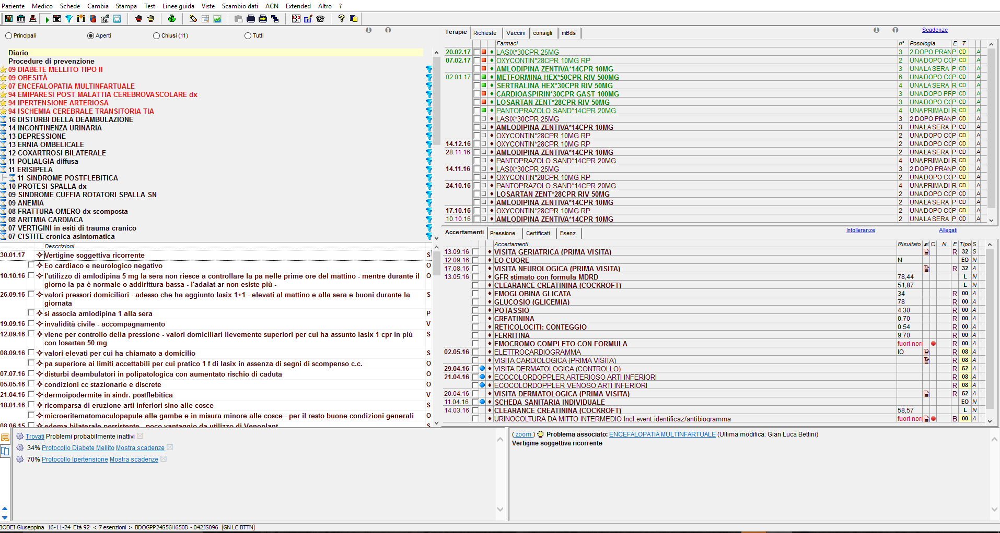 Paziente Medico Schede Cambia Stampa Test Linee guida Viste Scambio dati ACN Extended Altro ?
Principali Aperti Chiusi (11) Tutti
Diario
Procedure di prevenzione
09 DIABETE MELLITO TIPO II
09 OBESITÀ
07 ENCEFALOPATIA MULTINFARTUALE
94 EMIPARESI POST MALATTIA CEREBROVASCOLARE dx
94 IPERTENSIONE ARTERIOSA
94 ISCHEMIA CEREBRALE TRANSITORIA TIA
16 DISTURBI DELLA DEAMBULAZIONE
14 INCONTINENZA URINARIA
13 DEPRESSIONE
13 ERNIA OMBELICALE
12 COXARTROSI BILATERALE
11 POLIALGIA diffusa
11 ERISIPELA
11 SINDROME POSTFLEBITICA
10 PROTESI SPALLA dx
09 SINDROME CUFFIA ROTATORI SPALLA SN
09 ANEMIA
08 FRATTURA OMERO dx scomposta
08 ARITMIA CARDIACA
07 VERTIGINI in esiti di trauma cranico
07 CISTITE cronica asintomatica
Descrizioni
30.01.17 Vertigine soggettiva ricorrente S
Eo cardiaco e neurologico negativo O
10.10.16 l'utilizzo di amlodipina 5 mg la sera non riesce a controllare la pa nelle prime ore del mattino - mentre durante il O
giorno la pa è normale o addirittura bassa - l'adalat ar non esiste più -
26.09.16 valori pressori domiciliari - adesso che ha aggiunto lasix 1+1 - elevati al mattino e alla sera e buoni durante la S
giornata
si associa amlodipina 1 alla sera P
19.09.16 invalidità civile - accompagnamento V
12.09.16 viene per controllo della pressione - valori domiciliari lievemente superiori per cui ha assunto lasix 1 cpr in più S
con losartan 50 mg
08.09.16 valori elevati per cui ha chiamato a domicilio S
pa superiore ai limiti accettabili per cui pratico 1 f di lasix in assenza di segni di scompenso c.c. O
07.07.16 disturbi deambulatori in polipatologica con aumentato rischio di caduta O
05.05.16 condizioni cc stazionarie e discrete O
21.04.16 dermoipodermite in sindr. postflebitica V
18.01.16 ricomparsa di eruzione arti inferiori sino alle cosce S
microeritematomaculopapule alle gambe e in misura minore alle cosce - per il resto buone condizioni generali O
08.06.15 edema bilaterale persistente poco vantaggio da utilizzo di Venoplant S
Terapie Richieste Vaccini consigli mBds Scadenze
Farmaci n° Posologia E T
20.02.17 LASIX*30CPR 25MG 3 2 DOPO PRAN P CD A
07.02.17 OXYCONTIN*28CPR 10MG RP 2 UNA DOPO CO P CD A
AMLODIPINA ZENTIVA*14CPR 10MG 3 UNA LA SERA P CD A
02.01.17 METFORMINA HEX*50CPR RIV 500MG 6 UNA DOPO CO P CD A
SERTRALINA HEX*30CPR RIV 50MG 4 UNA LA SERA R CD A
CARDIOASPIRIN*30CPR GAST 100MG 3 UNA DOPO PR P CD A
LOSARTAN ZENT*28CPR RIV 50MG 3 UNA DOPO CO P CD A
PANTOPRAZOLO SAND*14CPR 20MG 4 UNA PRIMA DI R CD A
LASIX*30CPR 25MG 3 2 DOPO PRAN P CD A
AMLODIPINA ZENTIVA*14CPR 10MG 3 UNA LA SERA P CD A
OXYCONTIN*28CPR 10MG RP 2 UNA DOPO CO P CD A
14.12.16 OXYCONTIN*28CPR 10MG RP 2 UNA DOPO CO P CD A
28.11.16 AMLODIPINA ZENTIVA*14CPR 10MG 2 UNA LA SERA P CD A
PANTOPRAZOLO SAND*14CPR 20MG 4 UNA PRIMA DI R CD A
14.11.16 LASIX*30CPR 25MG 3 2 DOPO PRAN P CD A
OXYCONTIN*28CPR 10MG RP 2 UNA DOPO CO P CD A
24.10.16 PANTOPRAZOLO SAND*14CPR 20MG 4 UNA PRIMA DI R CD A
LOSARTAN ZENT*28CPR RIV 50MG 2 UNA DOPO CO P CD A
AMLODIPINA ZENTIVA*14CPR 10MG 2 UNA LA SERA P CD A
17.10.16 OXYCONTIN*28CPR 10MG RP 2 UNA DOPO CO P CD A
10.10.16 AMLODIPINA ZENTIVA*14CPR 10MG 2 UNA LA SERA P CD A
Accertamenti Pressione Certificati Esenz. Intolleranze Allegati
Accertamenti Risultato O N E Tipo S
13.09.16 VISITA GERIATRICA (PRIMA VISITA) R 32 S
12.09.16 EO CUORE N EO N
17.08.16 VISITA NEUROLOGICA (PRIMA VISITA) R 32 A
13.05.16 GFR stimato con formula MDRD 78,44 L N
CLEARANCE CREATININA (COCKROFT) 51,87 L N
EMOGLOBINA GLICATA 34 R 00 A
GLUCOSIO (GLICEMIA) 78 R 00 A
POTASSIO 4.30 R 00 A
CREATININA 0.70 R 00 A
RETICOLOCITI: CONTEGGIO 0.54 R 00 A
FERRITINA 9.70 R 00 A
EMOCROMO COMPLETO CON FORMULA fuori norr R 00 A
02.05.16 ELETTROCARDIOGRAMMA IO R 08 A
VISITA CARDIOLOGICA (PRIMA VISITA) R 08 A
29.04.16 VISITA DERMATOLOGICA (CONTROLLO) R 52 A
21.04.16 ECOCOLORDOPPLER ARTERIOSO ARTI INFERIORI R 08 A
ECOCOLORDOPPLER VENOSO ARTI INFERIORI R 08 A
20.04.16 VISITA DERMATOLOGICA (PRIMA VISITA) R 52 A
11.04.16 SCHEDA SANITARIA INDIVIDUALE EO N
14.03.16 CLEARANCE CREATININA (COCKROFT) 58,57 L N
URINOCOLTURA DA MITTO INTERMEDIO Incl.event.identificaz/antibiogramma fuori norr B 00 A
Trovati Problemi probabilmente inattivi
34% Protocollo Diabete Mellito Mostra scadenze
70% Protocollo Ipertensione Mostra scadenze
( zoom ) Problema associato: ENCEFALOPATIA MULTINFARTUALE (Ultima modifica: Gian Luca Bettini)
Vertigine soggettiva ricorrente
BODEI Giuseppina 16-11-24 Età 92 < 7 esenzioni > BDOGPP24S56H650D - 042JS096 [GN LC BTTN]